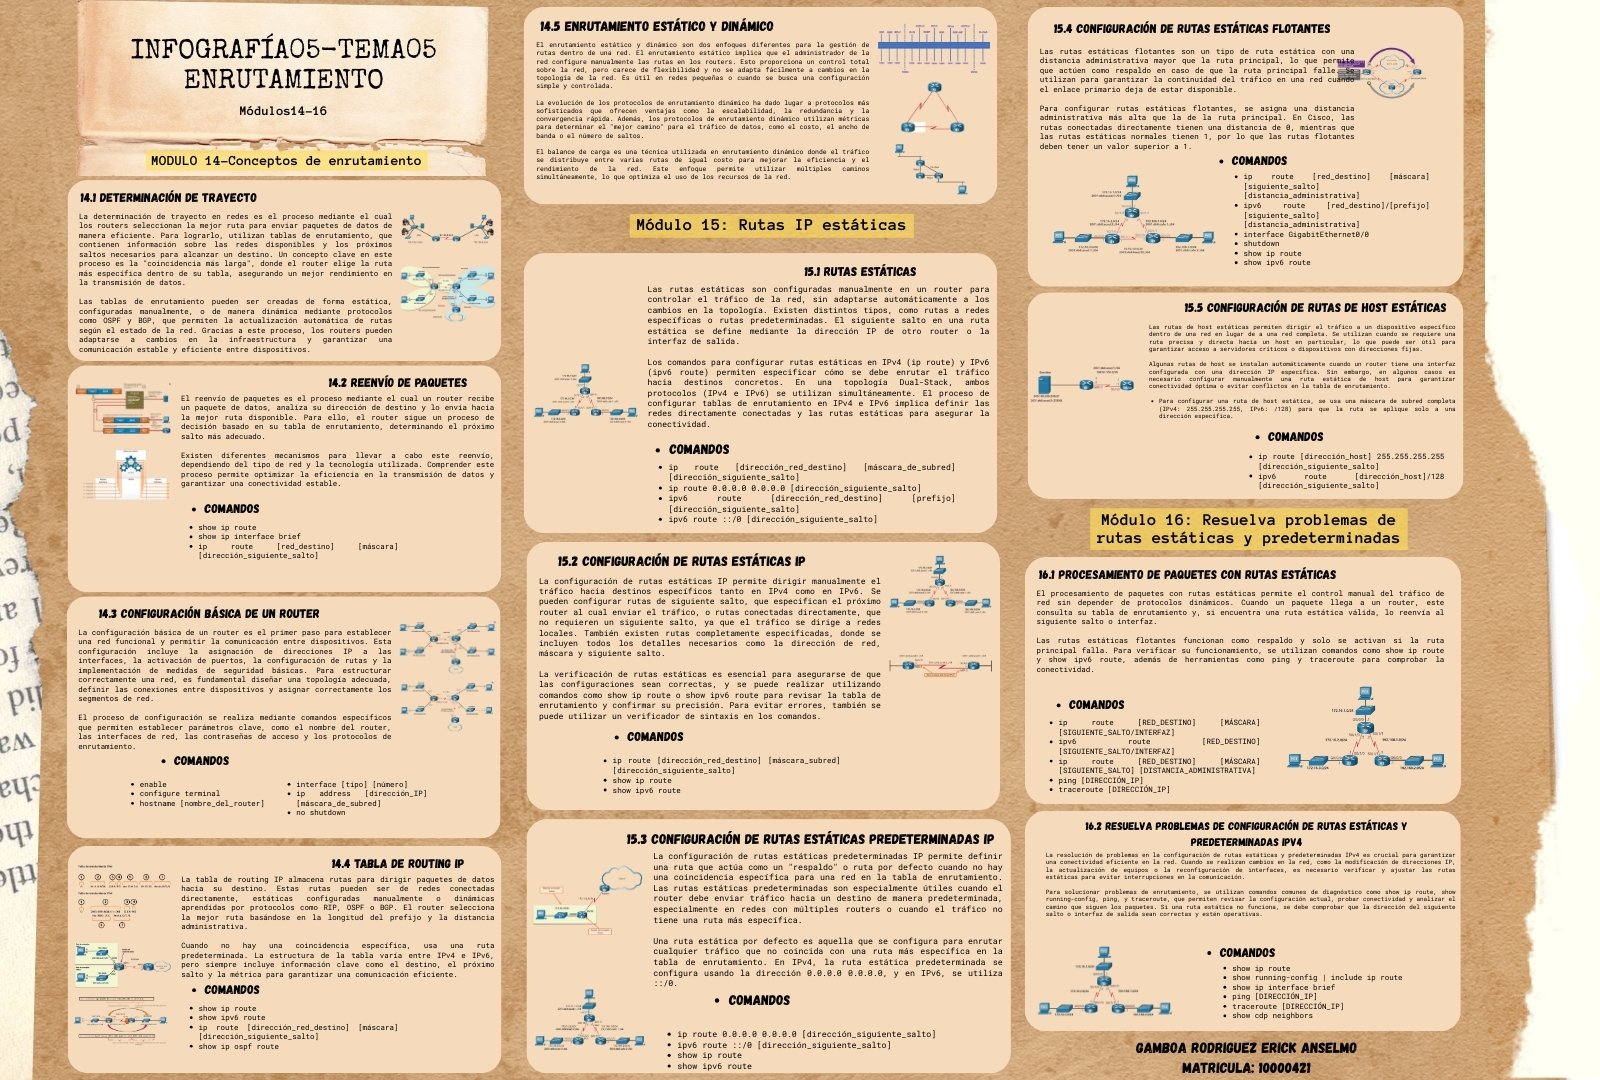 INFOGRAFÍA05-TEMA05
ENRUTAMIENTO
Módulos14-16
MODULO 14-Conceptos de enrutamiento
14.1 DETERMINACIÓN DE TRAYECTO
La determinación de trayecto en redes es el proceso mediante el cual
los routers seleccionan la mejor ruta para enviar paquetes de datos de
manera eficiente. Para lograrlo, utilizan tablas de enrutamiento, que
contienen información sobre las redes disponibles y los próximos
saltos necesarios para alcanzar un destino. Un concepto clave en este
proceso es la "coincidencia más larga", donde el router elige la ruta
más específica dentro de su tabla, asegurando un mejor rendimiento en
la transmisión de datos.
Las tablas de enrutamiento pueden ser creadas de forma estática,
configuradas manualmente, o de manera dinámica mediante protocolos
como OSPF y BGP, que permiten la actualización automática de rutas
según el estado de la red. Gracias a este proceso, los routers pueden
adaptarse a cambios en la infraestructura y garantizar una
comunicación estable y eficiente entre dispositivos.
14.2 REENVÍO DE PAQUETES
El reenvío de paquetes es el proceso mediante el cual un router recibe
un paquete de datos, analiza su dirección de destino y lo envía hacia
la mejor ruta disponible. Para ello, el router sigue un proceso de
decisión basado en su tabla de enrutamiento, determinando el próximo
salto más adecuado.
Existen diferentes mecanismos para llevar a cabo este reenvío,
dependiendo del tipo de red y la tecnología utilizada. Comprender este
proceso permite optimizar la eficiencia en la transmisión de datos y
garantizar una conectividad estable.
• COMANDOS
• show ip route
• show ip interface brief
• ip route [red_destino] [máscara]
[dirección_siguiente_salto]
14.3 CONFIGURACIÓN BÁSICA DE UN ROUTER
La configuración básica de un router es el primer paso para establecer
una red funcional y permitir la comunicación entre dispositivos. Esta
configuración incluye la asignación de direcciones IP a las
interfaces, la activación de puertos, la configuración de rutas y la
implementación de medidas de seguridad básicas. Para estructurar
correctamente una red, es fundamental diseñar una topología adecuada,
definir las conexiones entre dispositivos y asignar correctamente los
segmentos de red.
El proceso de configuración se realiza mediante comandos específicos
que permiten establecer parámetros clave, como el nombre del router,
las interfaces de red, las contraseñas de acceso y los protocolos de
enrutamiento.
• COMANDOS
• enable
• configure terminal
• hostname [nombre_del_router]
• interface [tipo] [número]
• ip address [dirección_IP]
[máscara_de_subred]
• no shutdown
14.4 TABLA DE ROUTING IP
La tabla de routing IP almacena rutas para dirigir paquetes de datos
hacia su destino. Estas rutas pueden ser de redes conectadas
directamente, estáticas configuradas manualmente o dinámicas
aprendidas por protocolos como RIP, OSPF o BGP. El router selecciona
la mejor ruta basándose en la longitud del prefijo y la distancia
administrativa.
Cuando no hay una coincidencia específica, usa una ruta
predeterminada. La estructura de la tabla varía entre IPv4 e IPv6,
pero siempre incluye información clave como el destino, el próximo
salto y la métrica para garantizar una comunicación eficiente.
• COMANDOS
• show ip route
• show ipv6 route
• ip route [dirección_red_destino] [máscara]
[dirección_siguiente_salto]
• show ip ospf route
14.5 ENRUTAMIENTO ESTÁTICO Y DINÁMICO
El enrutamiento estático y dinámico son dos enfoques diferentes para la gestión de
rutas dentro de una red. El enrutamiento estático implica que el administrador de la
red configure manualmente las rutas en los routers. Esto proporciona un control total
sobre la red, pero carece de flexibilidad y no se adapta fácilmente a cambios en la
topología de la red. Es útil en redes pequeñas o cuando se busca una configuración
simple y controlada.
La evolución de los protocolos de enrutamiento dinámico ha dado lugar a protocolos más
sofisticados que ofrecen ventajas como la escalabilidad, la redundancia y la
convergencia rápida. Además, los protocolos de enrutamiento dinámico utilizan métricas
para determinar el "mejor camino" para el tráfico de datos, como el costo, el ancho de
banda o el número de saltos.
El balance de carga es una técnica utilizada en enrutamiento dinámico donde el tráfico
se distribuye entre varias rutas de igual costo para mejorar la eficiencia y el
rendimiento de la red. Este enfoque permite utilizar múltiples caminos
simultáneamente, lo que optimiza el uso de los recursos de la red.
Módulo 15: Rutas IP estáticas
15.1 RUTAS ESTÁTICAS
Las rutas estáticas son configuradas manualmente en un router para
controlar el tráfico de la red, sin adaptarse automáticamente a los
cambios en la topología. Existen distintos tipos, como rutas a redes
específicas o rutas predeterminadas. El siguiente salto en una ruta
estática se define mediante la dirección IP de otro router o la
interfaz de salida.
Los comandos para configurar rutas estáticas en IPv4 (ip route) y IPv6
(ipv6 route) permiten especificar cómo se debe enrutar el tráfico
hacia destinos concretos. En una topología Dual-Stack, ambos
protocolos (IPv4 e IPv6) se utilizan simultáneamente. El proceso de
configurar tablas de enrutamiento en IPv4 e IPv6 implica definir las
redes directamente conectadas y las rutas estáticas para asegurar la
conectividad.
• COMANDOS
• ip route [dirección_red_destino] [máscara_de_subred]
[dirección_siguiente_salto]
• ip route 0.0.0.0 0.0.0.0 [dirección_siguiente_salto]
• ipv6 route [dirección_red_destino] [prefijo]
[dirección_siguiente_salto]
• ipv6 route ::/0 [dirección_siguiente_salto]
15.2 CONFIGURACIÓN DE RUTAS ESTÁTICAS IP
La configuración de rutas estáticas IP permite dirigir manualmente el
tráfico hacia destinos específicos tanto en IPv4 como en IPv6. Se
pueden configurar rutas de siguiente salto, que especifican el próximo
router al cual enviar el tráfico, o rutas conectadas directamente, que
no requieren un siguiente salto, ya que el tráfico se dirige a redes
locales. También existen rutas completamente especificadas, donde se
incluyen todos los detalles necesarios como la dirección de red,
máscara y siguiente salto.
La verificación de rutas estáticas es esencial para asegurarse de que
las configuraciones sean correctas, y se puede realizar utilizando
comandos como show ip route o show ipv6 route para revisar la tabla de
enrutamiento y confirmar su precisión. Para evitar errores, también se
puede utilizar un verificador de sintaxis en los comandos.
• COMANDOS
• ip route [dirección_red_destino] [máscara_subred]
[dirección_siguiente_salto]
• show ip route
• show ipv6 route
15.3 CONFIGURACIÓN DE RUTAS ESTÁTICAS PREDETERMINADAS IP
La configuración de rutas estáticas predeterminadas IP permite definir
una ruta que actúa como un "respaldo" o ruta por defecto cuando no hay
una coincidencia específica para una red en la tabla de enrutamiento.
Las rutas estáticas predeterminadas son especialmente útiles cuando el
router debe enviar tráfico hacia un destino de manera predeterminada,
especialmente en redes con múltiples routers o cuando el tráfico no
tiene una ruta más específica.
Una ruta estática por defecto es aquella que se configura para enrutar
cualquier tráfico que no coincida con una ruta más específica en la
tabla de enrutamiento. En IPv4, la ruta estática predeterminada se
configura usando la dirección 0.0.0.0 0.0.0.0, y en IPv6, se utiliza
::/0.
• COMANDOS
• ip route 0.0.0.0 0.0.0.0 [dirección_siguiente_salto]
• ipv6 route ::/0 [dirección_siguiente_salto]
• show ip route
• show ipv6 route
15.4 CONFIGURACIÓN DE RUTAS ESTÁTICAS FLOTANTES
Las rutas estáticas flotantes son un tipo de ruta estática con una
distancia administrativa mayor que la ruta principal, lo que permite
que actúen como respaldo en caso de que la ruta principal falle. Se
utilizan para garantizar la continuidad del tráfico en una red cuando
el enlace primario deja de estar disponible.
Para configurar rutas estáticas flotantes, se asigna una distancia
administrativa más alta que la de la ruta principal. En Cisco, las
rutas conectadas directamente tienen una distancia de 0, mientras que
las rutas estáticas normales tienen 1, por lo que las rutas flotantes
deben tener un valor superior a 1.
• COMANDOS
• ip route [red_destino] [máscara]
[siguiente_salto]
[distancia_administrativa]
• ipv6 route [red_destino]/[prefijo]
[siguiente_salto]
[distancia_administrativa]
• interface GigabitEthernet0/0
• shutdown
• show ip route
• show ipv6 route
15.5 CONFIGURACIÓN DE RUTAS DE HOST ESTÁTICAS
Las rutas de host estáticas permiten dirigir el tráfico a un dispositivo específico
dentro de una red en lugar de a una red completa. Se utilizan cuando se requiere una
ruta precisa y directa hacia un host en particular, lo que puede ser útil para
garantizar acceso a servidores críticos o dispositivos con direcciones fijas.
Algunas rutas de host se instalan automáticamente cuando un router tiene una interfaz
configurada con una dirección IP específica. Sin embargo, en algunos casos es
necesario configurar manualmente una ruta estática de host para garantizar
conectividad óptima o evitar conflictos en la tabla de enrutamiento.
• Para configurar una ruta de host estática, se usa una máscara de subred completa
(IPv4: 255.255.255.255, IPv6: /128) para que la ruta se aplique solo a una
dirección específica.
• COMANDOS
• ip route [dirección_host] 255.255.255.255
[dirección_siguiente_salto]
• ipv6 route [dirección_host]/128
[dirección_siguiente_salto]
Módulo 16: Resuelva problemas de
rutas estáticas y predeterminadas
16.1 PROCESAMIENTO DE PAQUETES CON RUTAS ESTÁTICAS
El procesamiento de paquetes con rutas estáticas permite el control manual del tráfico de
red sin depender de protocolos dinámicos. Cuando un paquete llega a un router, este
consulta su tabla de enrutamiento y, si encuentra una ruta estática válida, lo reenvía al
siguiente salto o interfaz.
Las rutas estáticas flotantes funcionan como respaldo y solo se activan si la ruta
principal falla. Para verificar su funcionamiento, se utilizan comandos como show ip route
y show ipv6 route, además de herramientas como ping y traceroute para comprobar la
conectividad.
• COMANDOS
• ip route [RED_DESTINO] [MÁSCARA]
[SIGUIENTE_SALTO/INTERFAZ]
• ipv6 route [RED_DESTINO]
[SIGUIENTE_SALTO/INTERFAZ]
• ip route [RED_DESTINO] [MÁSCARA]
[SIGUIENTE_SALTO] [DISTANCIA_ADMINISTRATIVA]
• ping [DIRECCIÓN_IP]
• traceroute [DIRECCIÓN_IP]
16.2 RESUELVA PROBLEMAS DE CONFIGURACIÓN DE RUTAS ESTÁTICAS Y
PREDETERMINADAS IPV4
La resolución de problemas en la configuración de rutas estáticas y predeterminadas IPv4 es crucial para garantizar
una conectividad eficiente en la red. Cuando se realizan cambios en la red, como la modificación de direcciones IP,
la actualización de equipos o la reconfiguración de interfaces, es necesario verificar y ajustar las rutas
estáticas para evitar interrupciones en la comunicación.
Para solucionar problemas de enrutamiento, se utilizan comandos comunes de diagnóstico como show ip route, show
running-config, ping, y traceroute, que permiten revisar la configuración actual, probar conectividad y analizar el
camino que siguen los paquetes. Si una ruta estática no funciona, se debe comprobar que la dirección del siguiente
salto o interfaz de salida sean correctas y estén operativas.
• COMANDOS
• show ip route
• show running-config | include ip route
• show ip interface brief
• ping [DIRECCIÓN_IP]
• traceroute [DIRECCIÓN_IP]
• show cdp neighbors
GAMBOA RODRIGUEZ ERICK ANSELMO
MATRICULA: 10000421